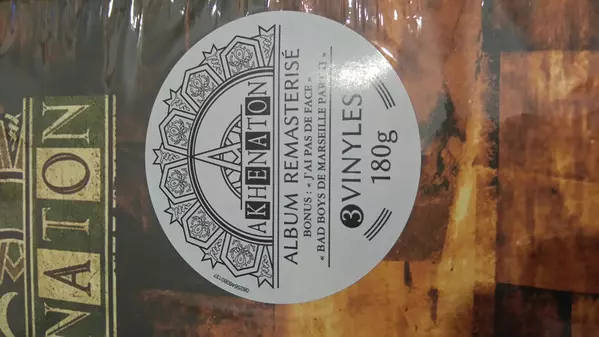 AKHENATON
ALBUM REMASTERISÉ
BONUS : « J'AI PAS DE FACE »
« BAD BOYS DE MARSEILLE PART II »
3 VINYLES
180g
NATON